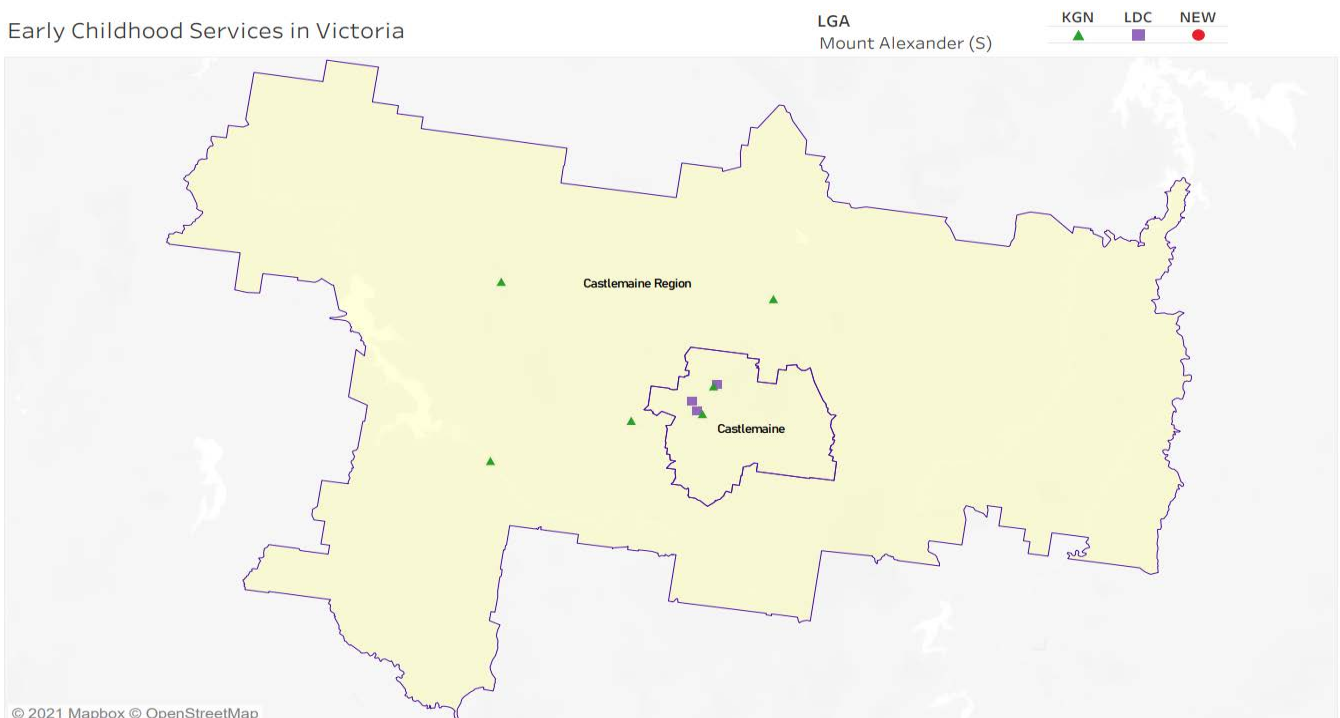 Early Childhood Services in Victoria
LGA
Mount Alexander (S)
KGN LDC NEW
Castlemaine Region
Castlemaine
© 2021 Mapbox © OpenStreetMap